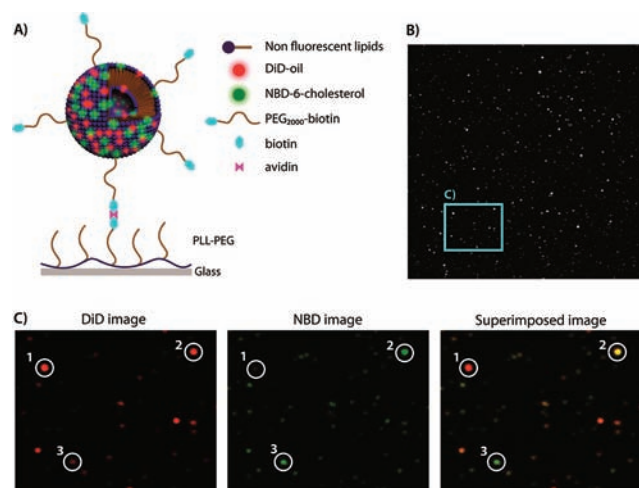 A)
Non fluorescent lipids
DiD-oil
NBD-6-cholesterol
PEG2000-biotin
biotin
avidin
PLL-PEG
Glass
B)
C)
C)
DiD image
NBD image
Superimposed image
1
2
3
1
2
3
1
2
3